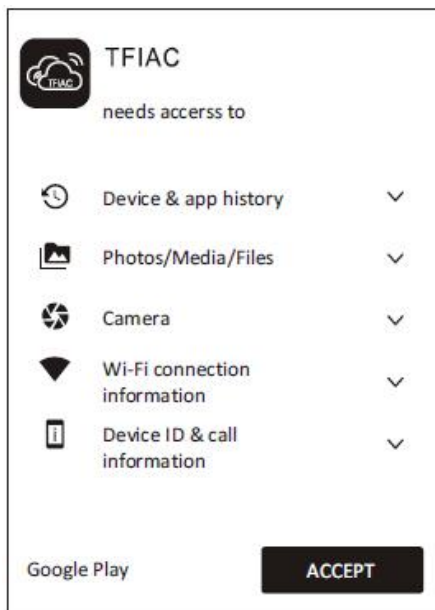 TFIAC
TFIAC
needs accerss to
Device & app history
Photos/Media/Files
Camera
Wi-Fi connection
information
Device ID & call
information
Google Play
ACCEPT